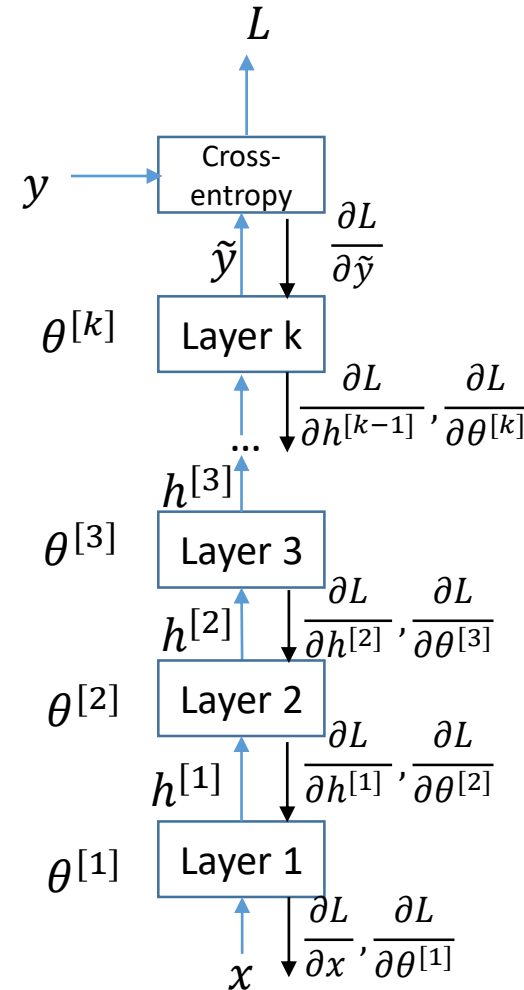 L
Cross-
entropy
y
ỹ
∂L/∂ỹ
θ^[k]
Layer k
∂L/∂h^[k−1], ∂L/∂θ^[k]
...
h^[3]
θ^[3]
Layer 3
h^[2]
∂L/∂h^[2], ∂L/∂θ^[3]
θ^[2]
Layer 2
h^[1]
∂L/∂h^[1], ∂L/∂θ^[2]
θ^[1]
Layer 1
x
∂L/∂x, ∂L/∂θ^[1]